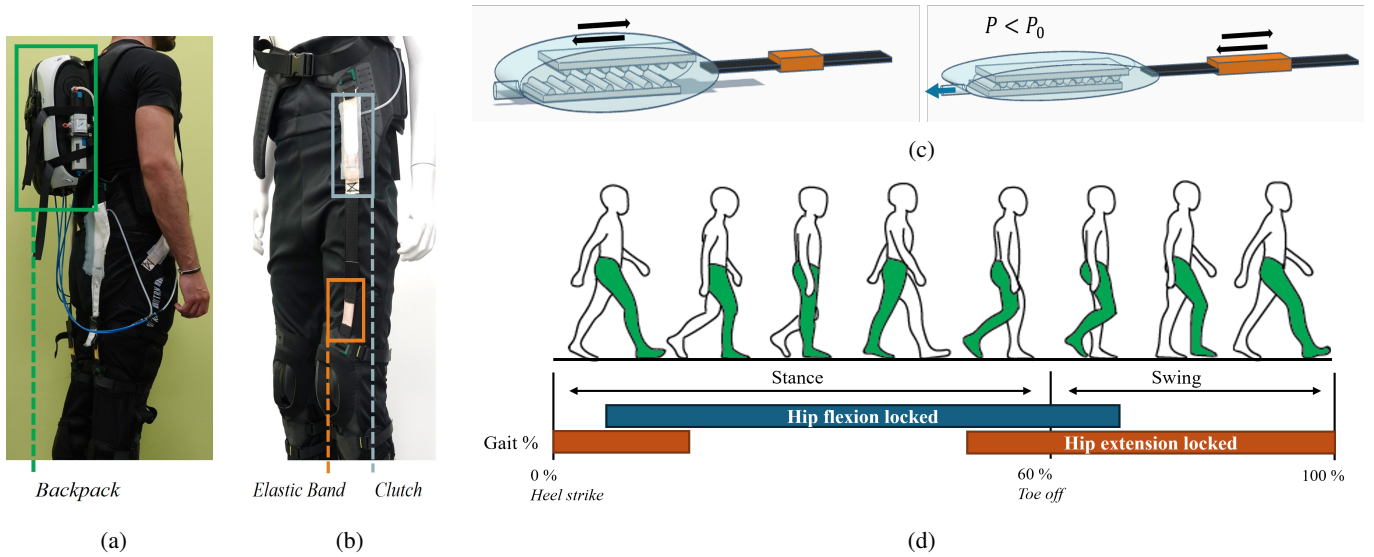 Backpack
(a)
Elastic Band
Clutch
(b)
P < P₀
(c)
Stance
Swing
Hip flexion locked
Gait %
Hip extension locked
0 %
60 %
100 %
Heel strike
Toe off
(d)